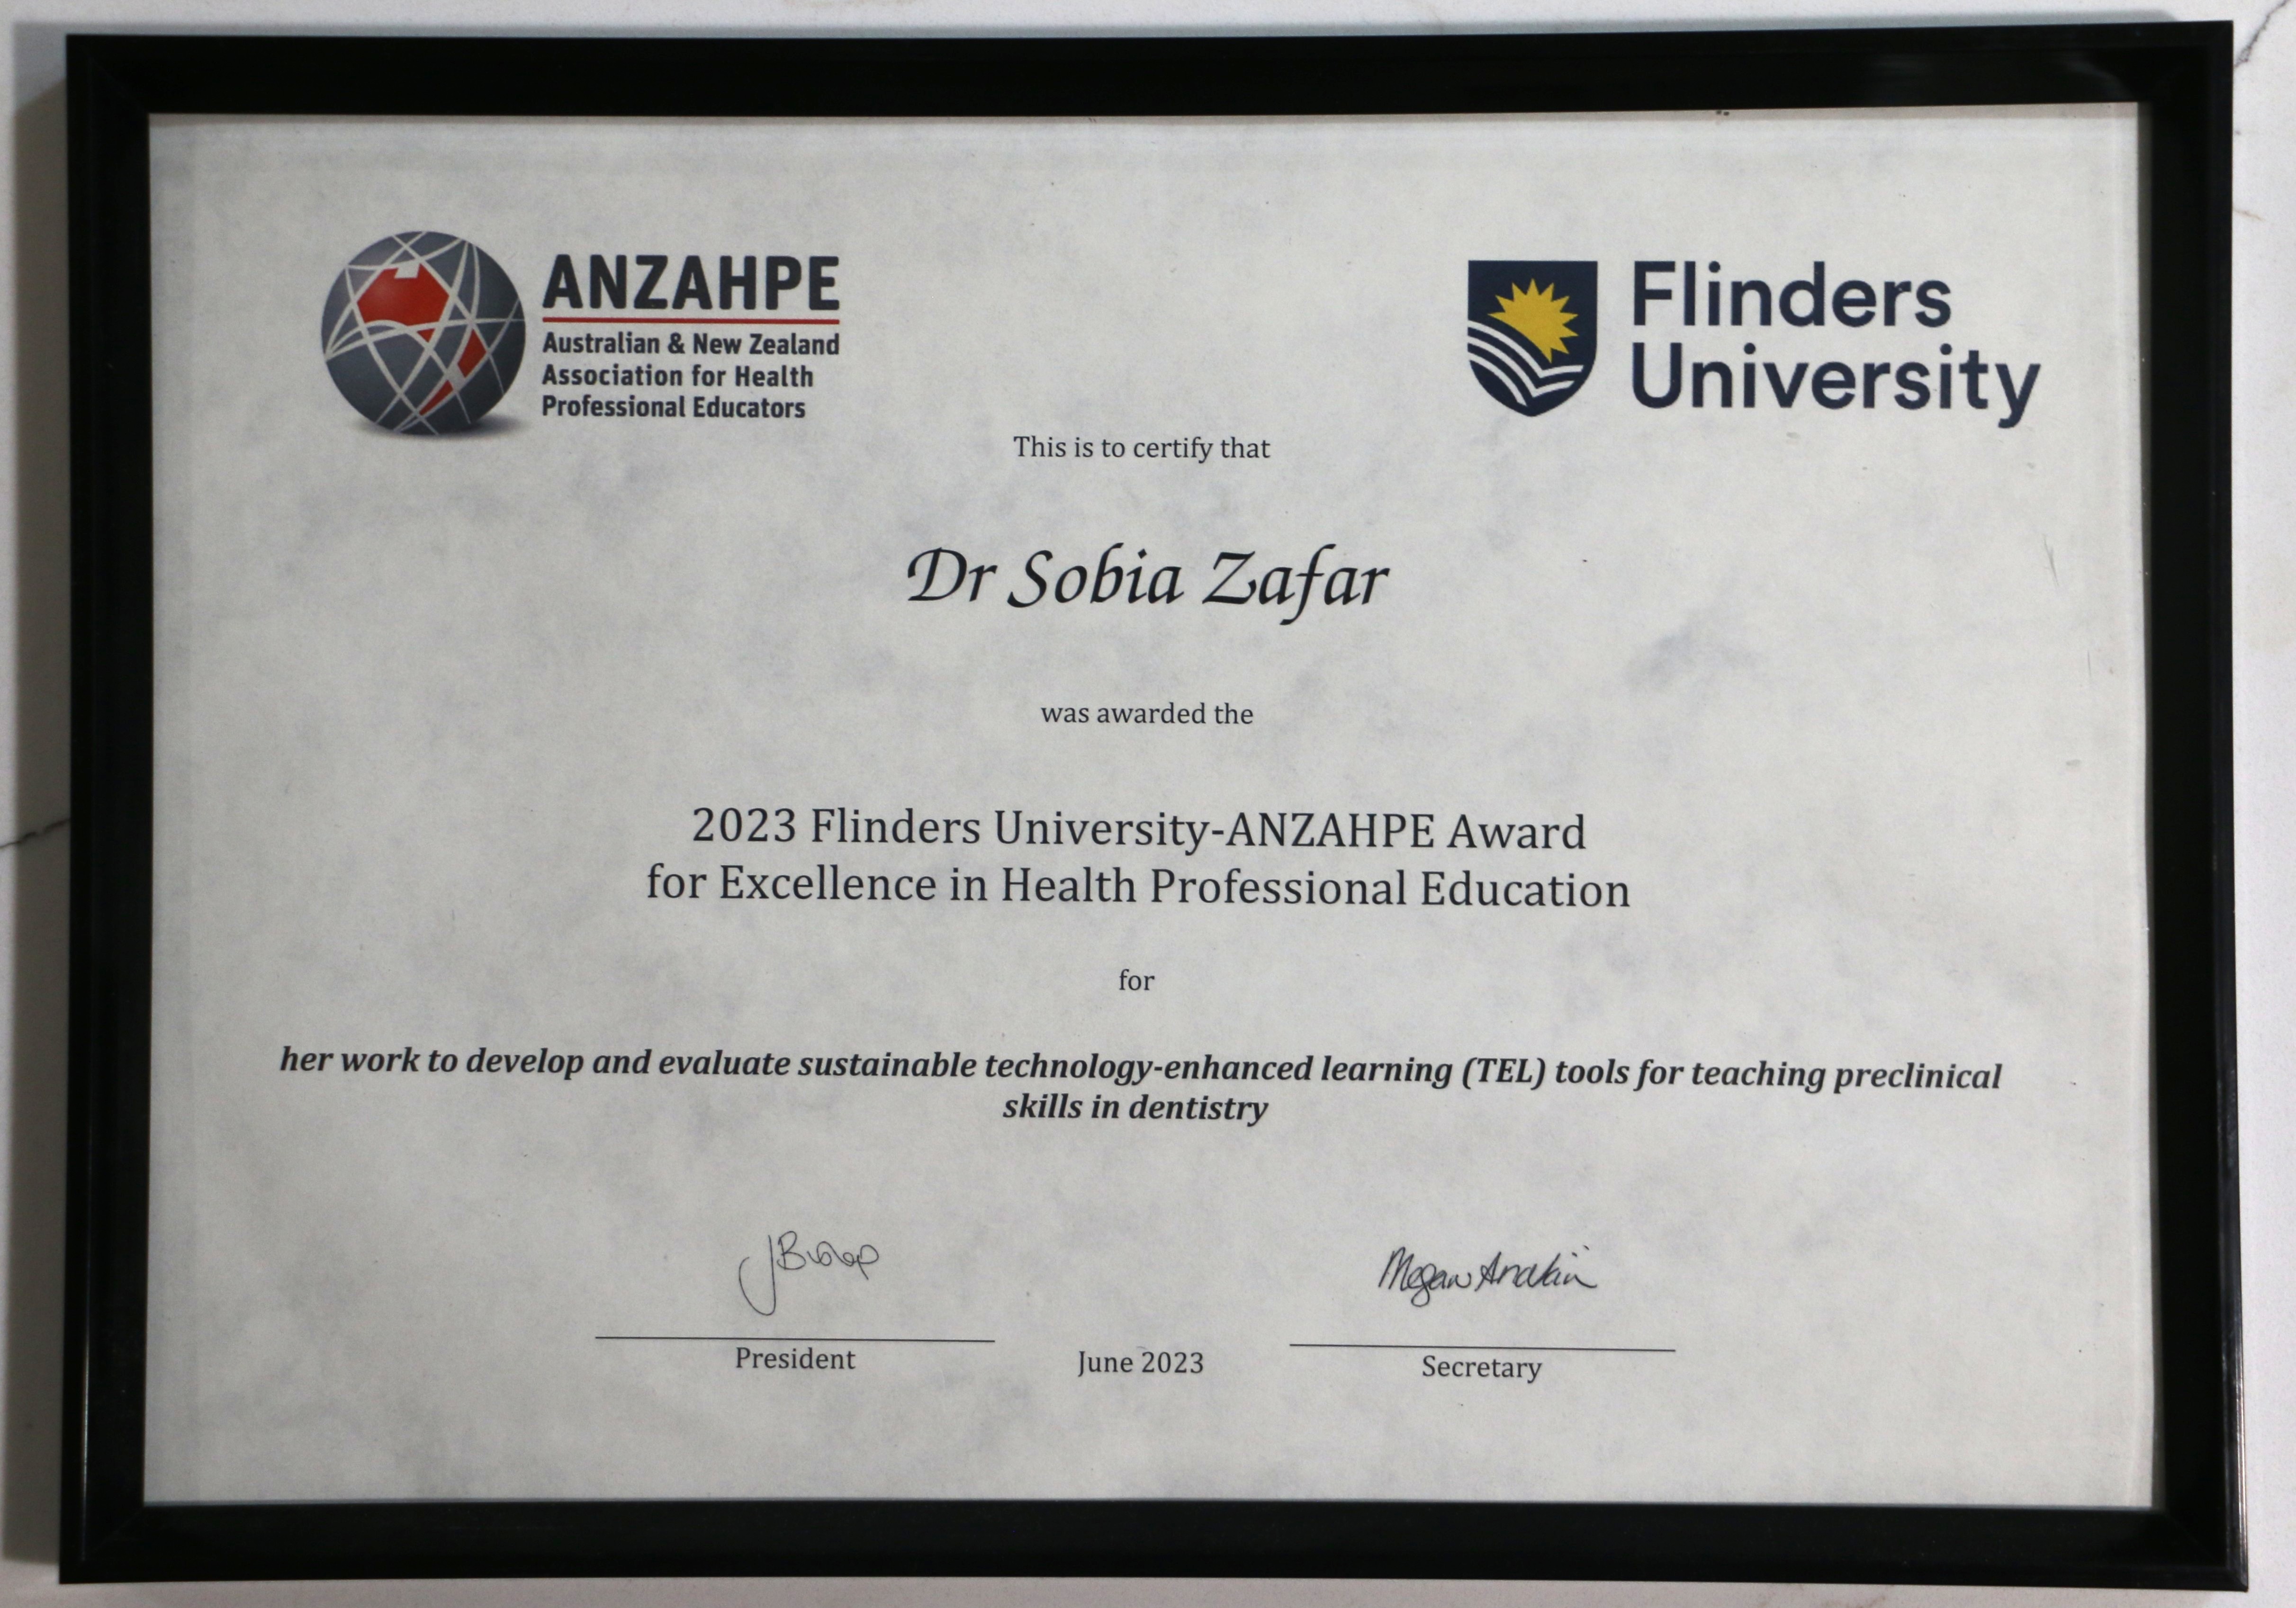 ANZAHPE
Australian & New Zealand
Association for Health
Professional Educators
Flinders
University
This is to certify that
Dr Sobia Zafar
was awarded the
2023 Flinders University-ANZAHPE Award
for Excellence in Health Professional Education
for
her work to develop and evaluate sustainable technology-enhanced learning (TEL) tools for teaching preclinical
skills in dentistry
Megan Anakin
President
June 2023
Secretary